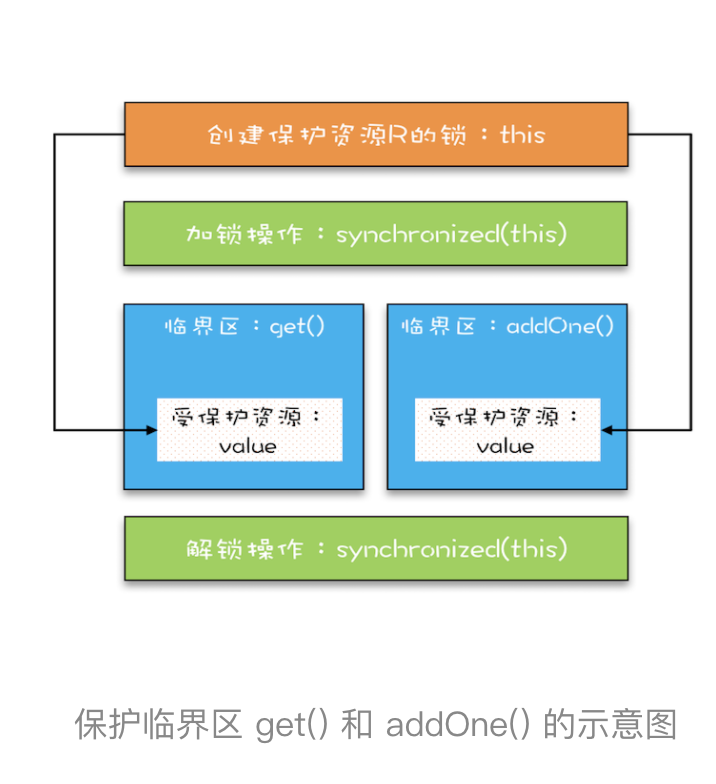 创建保护资源R的锁：this
加锁操作：synchronized(this)
临界区：get()
受保护资源：
value
临界区：addOne()
受保护资源：
value
解锁操作：synchronized(this)
保护临界区 get() 和 addOne() 的示意图